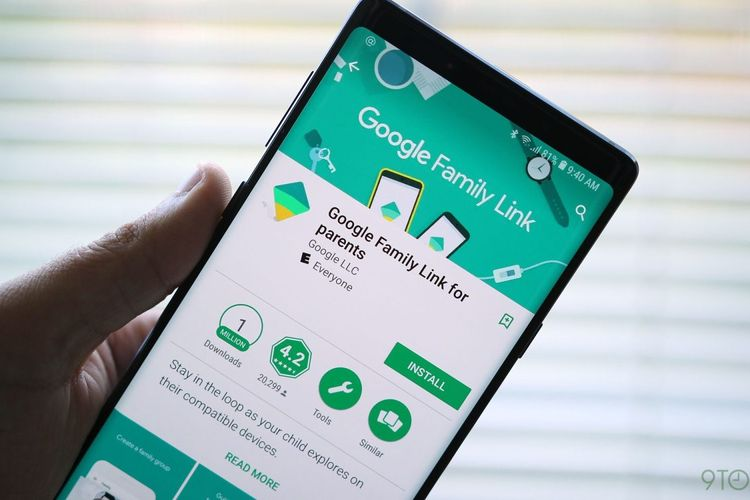 @
81% 9:40 AM
Google Family Link
Google Family Link for
parents
Google LLC
E Everyone
INSTALL
1
MILLION
Downloads
4.2
20,299
Tools
Similar
Stay in the loop as your child explores on
their compatible devices.
READ MORE
Create a family group
9TO